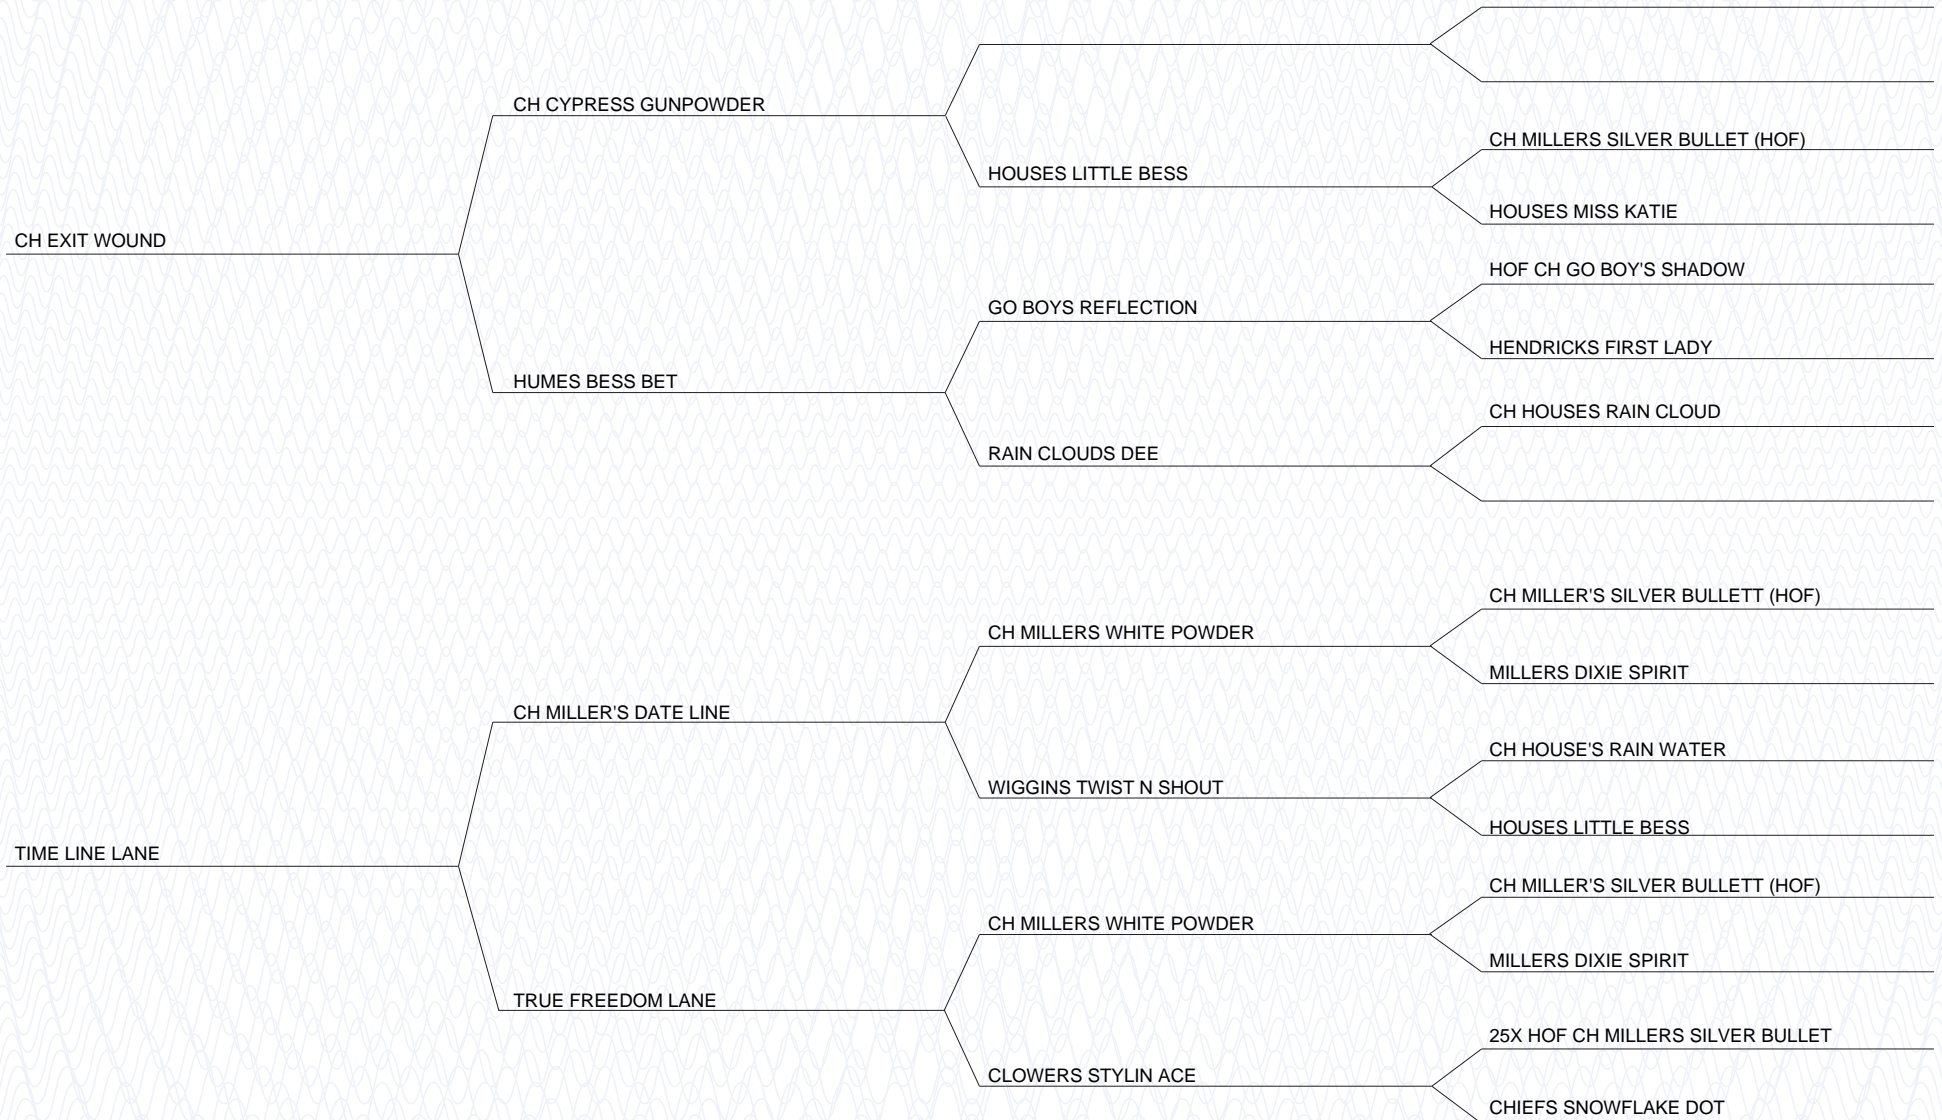 CH CYPRESS GUNPOWDER
CH MILLERS SILVER BULLET (HOF)
HOUSES LITTLE BESS
HOUSES MISS KATIE
CH EXIT WOUND
HOF CH GO BOY'S SHADOW
GO BOYS REFLECTION
HENDRICKS FIRST LADY
HUMES BESS BET
CH HOUSES RAIN CLOUD
RAIN CLOUDS DEE
CH MILLER'S SILVER BULLETT (HOF)
CH MILLERS WHITE POWDER
MILLERS DIXIE SPIRIT
CH MILLER'S DATE LINE
CH HOUSE'S RAIN WATER
WIGGINS TWIST N SHOUT
HOUSES LITTLE BESS
TIME LINE LANE
CH MILLER'S SILVER BULLETT (HOF)
CH MILLERS WHITE POWDER
MILLERS DIXIE SPIRIT
TRUE FREEDOM LANE
25X HOF CH MILLERS SILVER BULLET
CLOWERS STYLIN ACE
CHIEFS SNOWFLAKE DOT